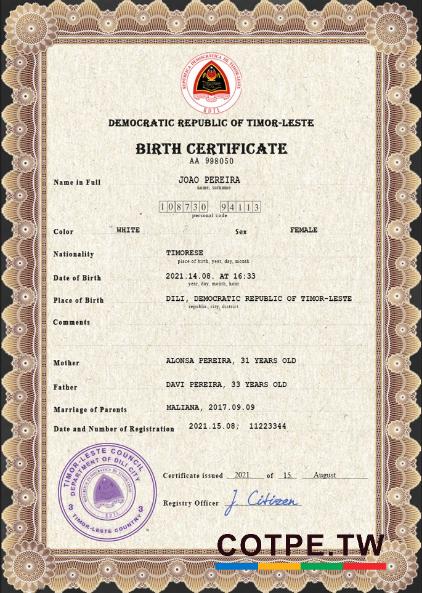 REPUBLICA DEMOCRATICA DE TIMOR-LESTE
DEMOCRATIC REPUBLIC OF TIMOR-LESTE
BIRTH CERTIFICATE
AA 998050
Name in Full JOAO PEREIRA
name, surname
108730 94113
personal code
Color WHITE Sex FEMALE
Nationality TIMORESE
place of birth, year, day, month
Date of Birth 2021.14.08. AT 16:33
year, day, month, hour
Place of Birth DILI, DEMOCRATIC REPUBLIC OF TIMOR-LESTE
republic, city, district
Comments
Mother ALONSA PEREIRA, 31 YEARS OLD
Father DAVI PEREIRA, 33 YEARS OLD
Marriage of Parents MALIANA, 2017.09.09
Date and Number of Registration 2021.15.08; 11223344
TIMOR-LESTE COUNCIL
DEPARTMENT OF DILI CITY
TIMOR-LESTE COUNTRY
Certificate issued 2021 of 15 August
Registry Officer J. Citizen
COTPE.TW